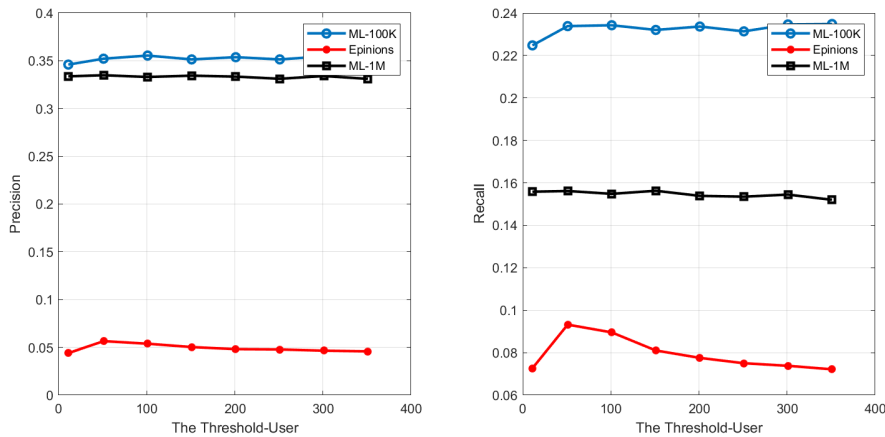 0.4
0.35
0.3
0.25
0.2
0.15
0.1
0.05
0
0
100
200
300
400
Precision
The Threshold-User
ML-100K
Epinions
ML-1M
0.24
0.22
0.2
0.18
0.16
0.14
0.12
0.1
0.08
0.06
0
100
200
300
400
Recall
The Threshold-User
ML-100K
Epinions
ML-1M